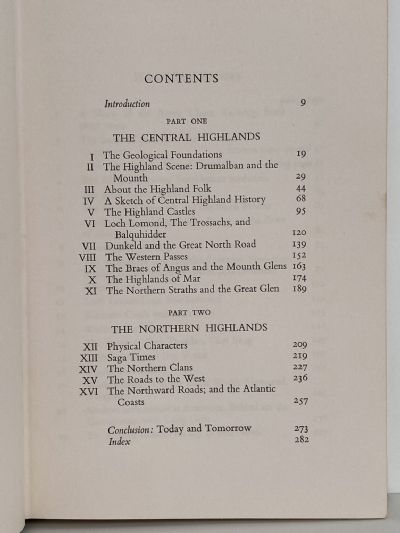 CONTENTS
Introduction 9
PART ONE
THE CENTRAL HIGHLANDS
I The Geological Foundations 19
II The Highland Scene: Drumalban and the
Mounth 29
III About the Highland Folk 44
IV A Sketch of Central Highland History 68
V The Highland Castles 95
VI Loch Lomond, The Trossachs, and
Balquhidder 120
VII Dunkeld and the Great North Road 139
VIII The Western Passes 152
IX The Braes of Angus and the Mounth Glens 163
X The Highlands of Mar 174
XI The Northern Straths and the Great Glen 189
PART TWO
THE NORTHERN HIGHLANDS
XII Physical Characters 209
XIII Saga Times 219
XIV The Northern Clans 227
XV The Roads to the West 236
XVI The Northward Roads; and the Atlantic
Coasts 257
Conclusion: Today and Tomorrow 273
Index 282